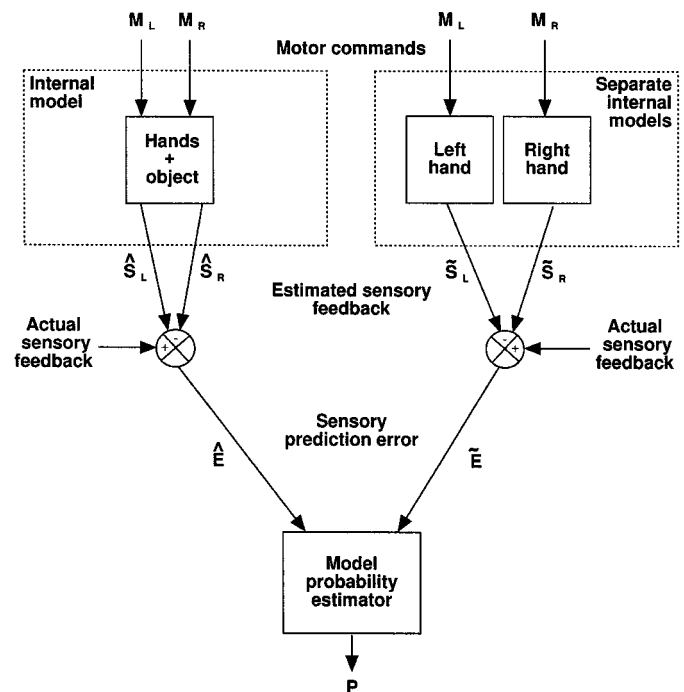 M L
M R
Motor commands
M L
M R
Internal
model
Separate
internal
models
Hands
+
object
Left
hand
Right
hand
Ŝ L
Ŝ R
S̃ L
S̃ R
Estimated sensory
feedback
Actual
sensory
feedback
+
-
-
+
Actual
sensory
feedback
Sensory
prediction error
Ê
Ẽ
Model
probability
estimator
P